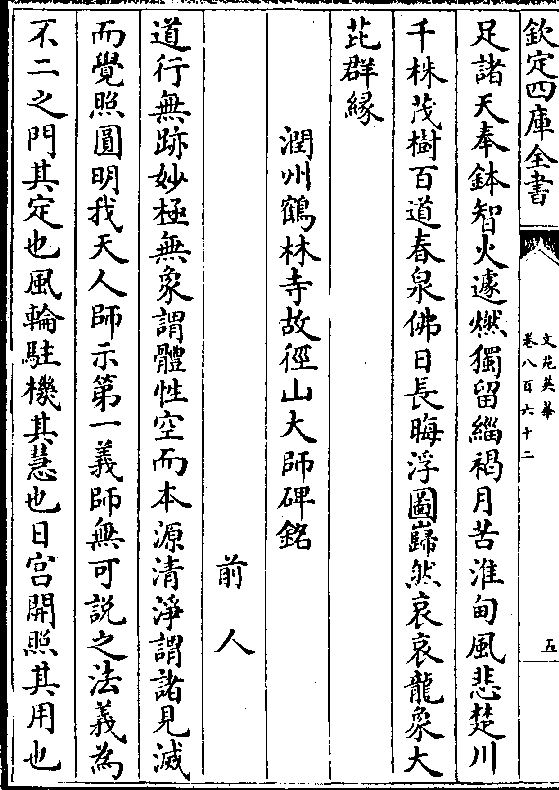 欽定四庫全書
文苑英華
卷八百六十二
五
足諸天奉鉢智火遽燃獨留緇褐月苦淮甸風悲楚川
千株茂樹百道春泉佛日長晦浮圖巋然哀哀龍象大
芘群緣
潤州鶴林寺故徑山大師碑銘
前人
道行無跡妙極無象謂體性空而本源清淨謂諸見滅
而覺照圓明我天人師示第一義師無可說之法義為
不二之門其定也風輪駐機其慧也日宮開照其用也